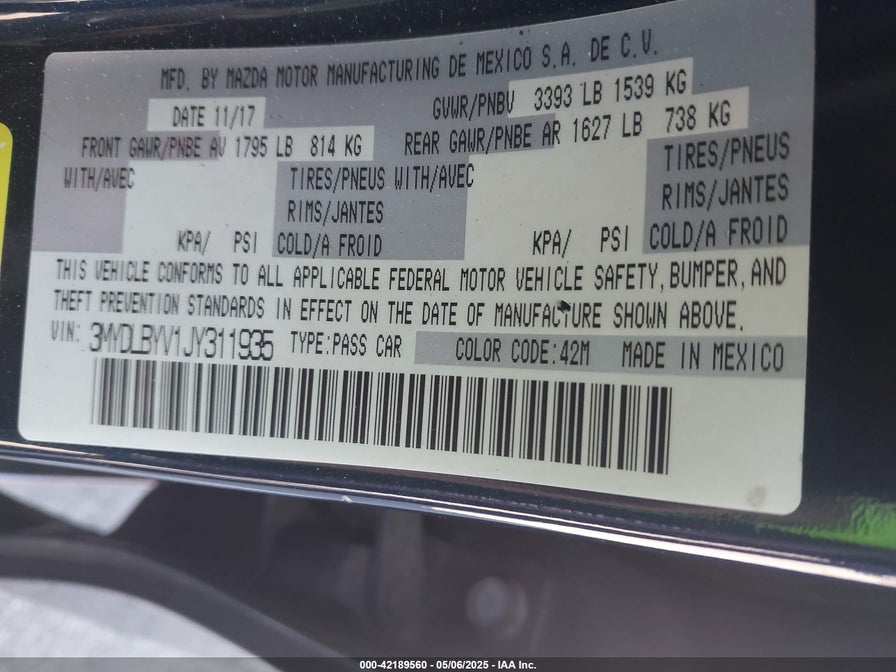 MFD. BY MAZDA MOTOR MANUFACTURING DE MEXICO S.A. DE C.V.
DATE 11/17 GVWR/PNBV 3393 LB 1539 KG
FRONT GAWR/PNBE AV 1795 LB 814 KG REAR GAWR/PNBE AR 1627 LB 738 KG
WITH/AVEC TIRES/PNEUS WITH/AVEC TIRES/PNEUS
RIMS/JANTES RIMS/JANTES
KPA/ PSI COLD/A FROID KPA/ PSI COLD/A FROID
THIS VEHICLE CONFORMS TO ALL APPLICABLE FEDERAL MOTOR VEHICLE SAFETY, BUMPER, AND
THEFT PREVENTION STANDARDS IN EFFECT ON THE DATE OF MANUFACTURE SHOWN ABOVE.
VIN: 3MYDLBYV1JY311935 TYPE:PASS CAR COLOR CODE:42M MADE IN MEXICO
000-42189560 - 05/06/2025 - IAA Inc.